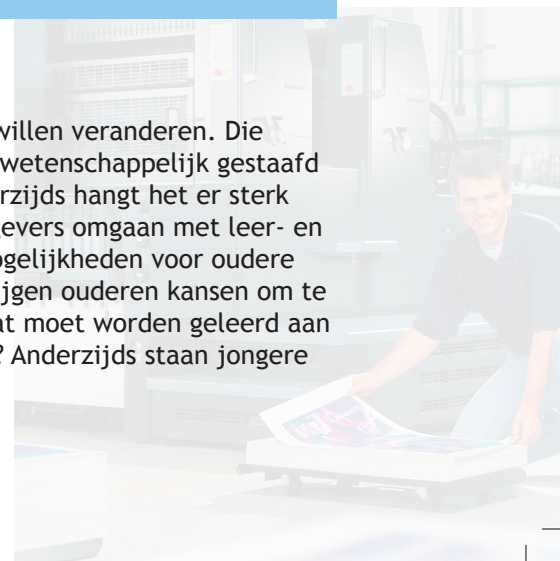 willen veranderen. Die
wetenschappelijk gestaafd
rzijds hangt het er sterk
gevers omgaan met leer- en
ogelijkheden voor oudere
ijgen ouderen kansen om te
at moet worden geleerd aan
? Anderzijds staan jongere